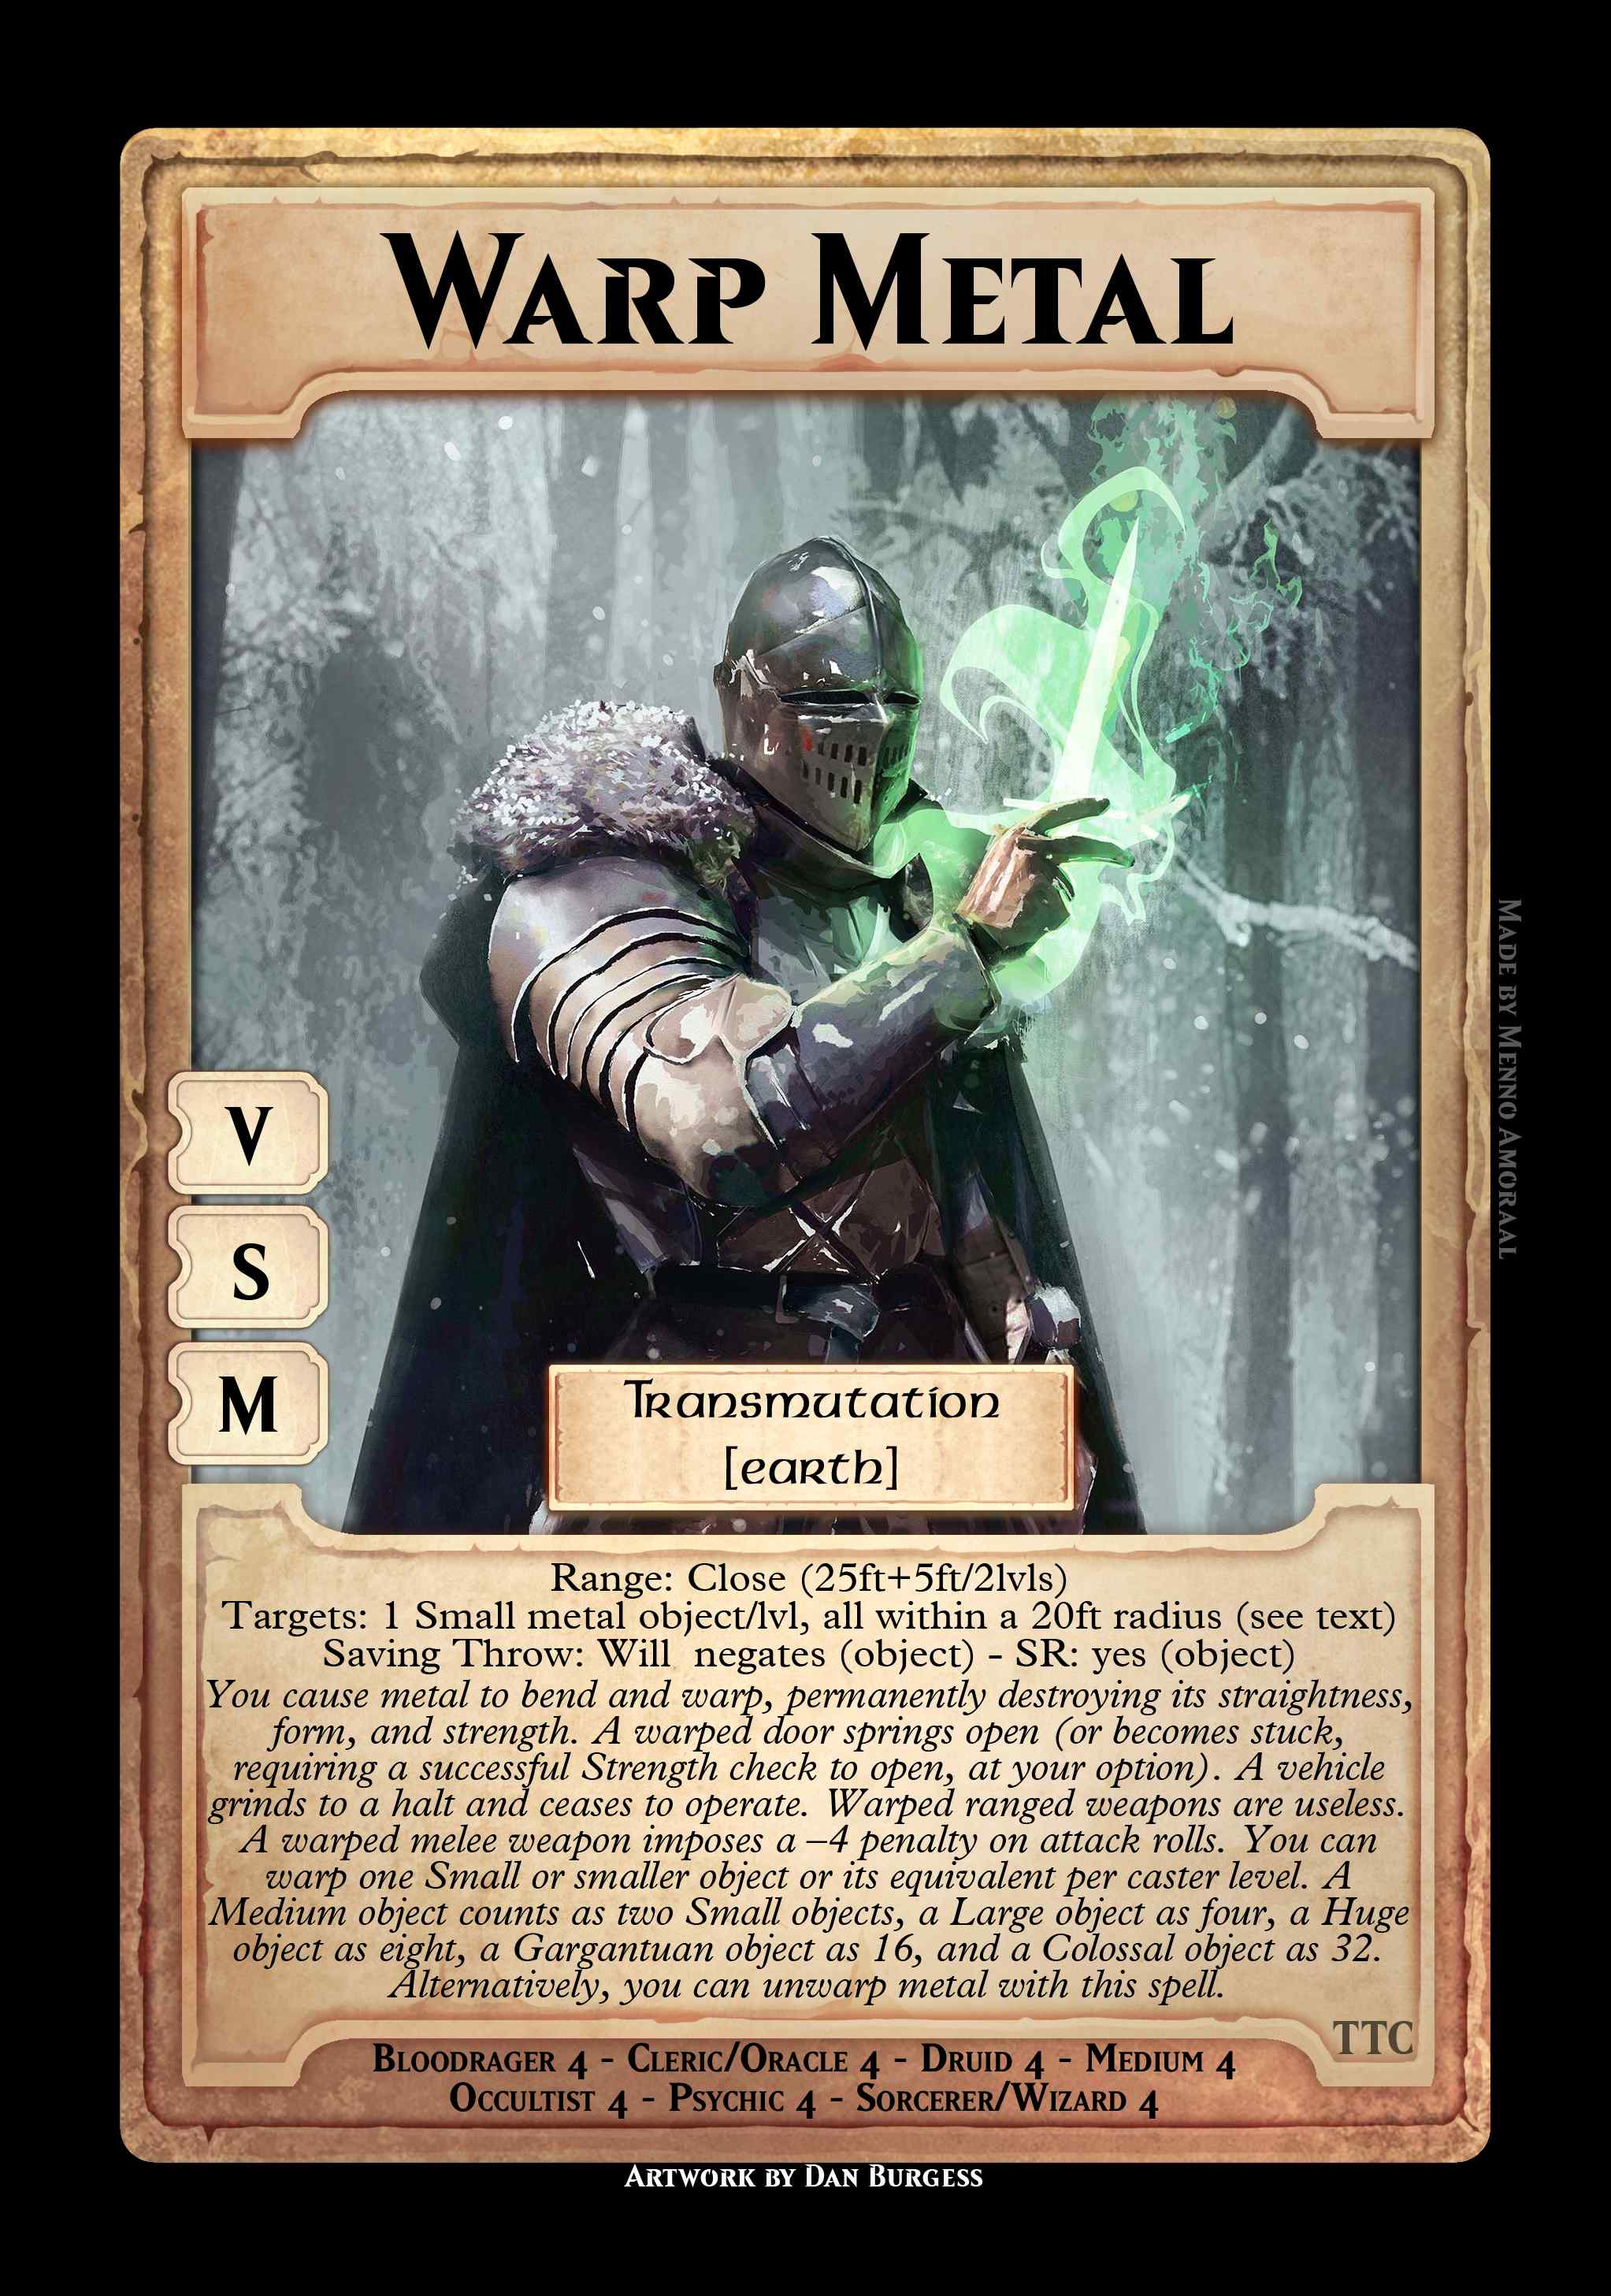 Warp Metal
V
S
M
Transmutation
[earth]
Range: Close (25ft+5ft/2lvls)
Targets: 1 Small metal object/lvl, all within a 20ft radius (see text)
Saving Throw: Will  negates (object) - SR: yes (object)
You cause metal to bend and warp, permanently destroying its straightness,
form, and strength. A warped door springs open (or becomes stuck,
requiring a successful Strength check to open, at your option). A vehicle
grinds to a halt and ceases to operate. Warped ranged weapons are useless.
A warped melee weapon imposes a –4 penalty on attack rolls. You can
warp one Small or smaller object or its equivalent per caster level. A
Medium object counts as two Small objects, a Large object as four, a Huge
object as eight, a Gargantuan object as 16, and a Colossal object as 32.
Alternatively, you can unwarp metal with this spell.
TTC
Bloodrager 4 - Cleric/Oracle 4 - Druid 4 - Medium 4
Occultist 4 - Psychic 4 - Sorcerer/Wizard 4
Artwork by Dan Burgess
Made by Menno Amoraal